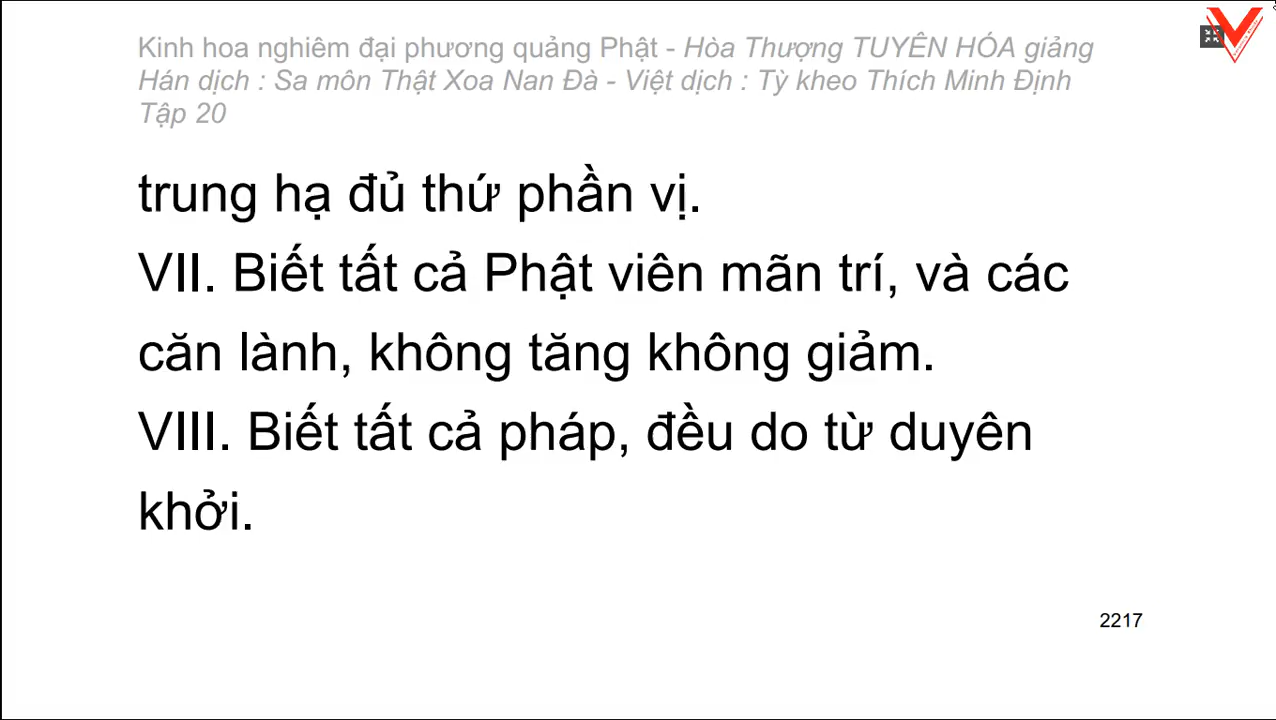 Kinh hoa nghiêm đại phương quảng Phật - Hòa Thượng TUYÊN HÓA giảng
Hán dịch : Sa môn Thật Xoa Nan Đà - Việt dịch : Tỳ kheo Thích Minh Định
Tập 20
trung hạ đủ thứ phần vị.
VII. Biết tất cả Phật viên mãn trí, và các
căn lành, không tăng không giảm.
VIII. Biết tất cả pháp, đều do từ duyên
khởi.
2217